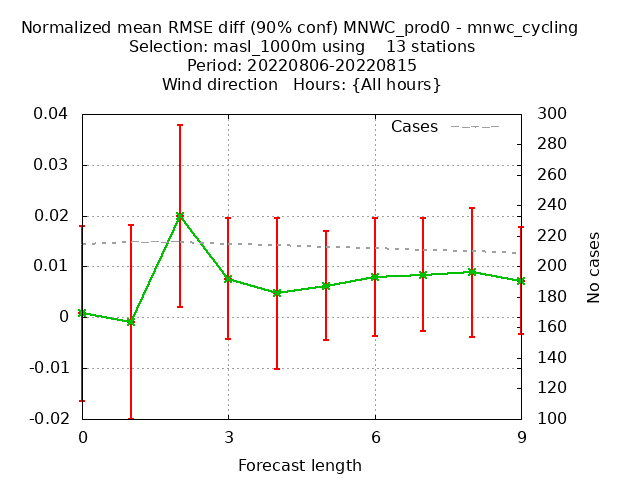 Normalized mean RMSE diff (90% conf) MNWC_prod0 - mnwc_cycling
Selection: masl_1000m using    13 stations
Period: 20220806-20220815
Wind direction   Hours: {All hours}
Cases
0.04
0.03
0.02
0.01
0
-0.01
-0.02
300
280
260
240
220
200
180
160
140
120
100
No cases
0 3 6 9
Forecast length